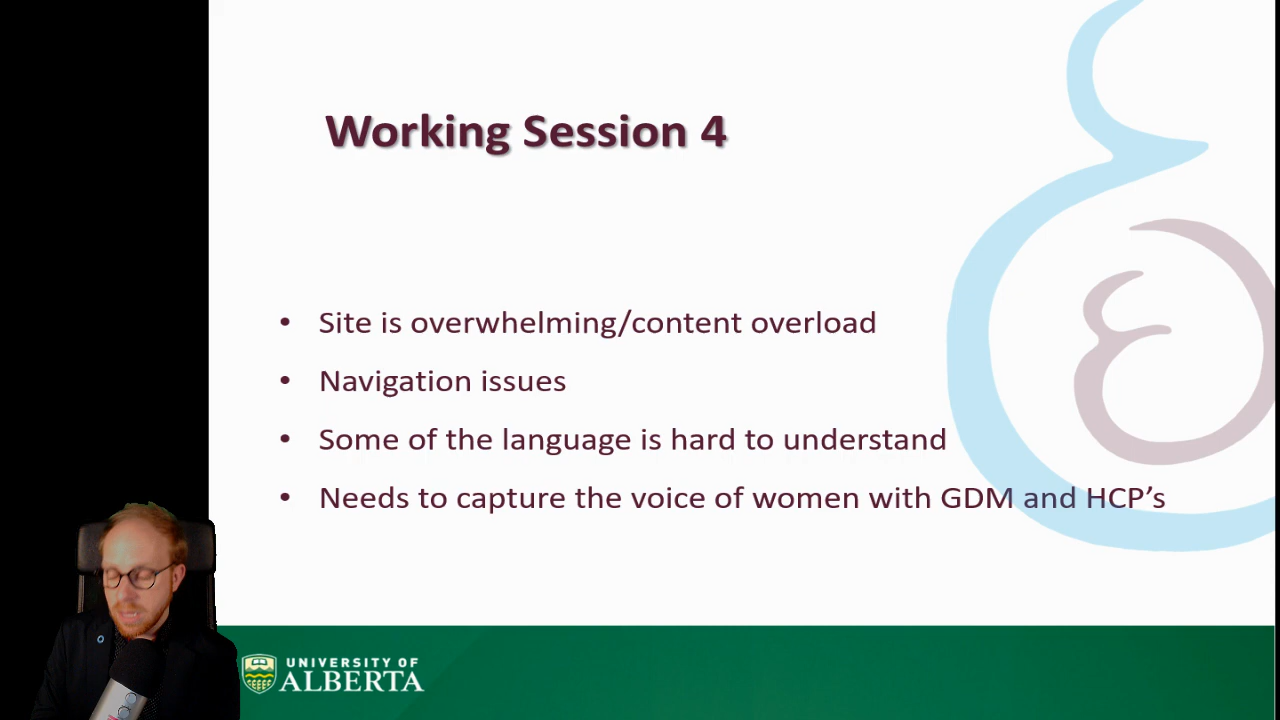 Working Session 4
• Site is overwhelming/content overload
• Navigation issues
• Some of the language is hard to understand
• Needs to capture the voice of women with GDM and HCP’s
UNIVERSITY OF
ALBERTA